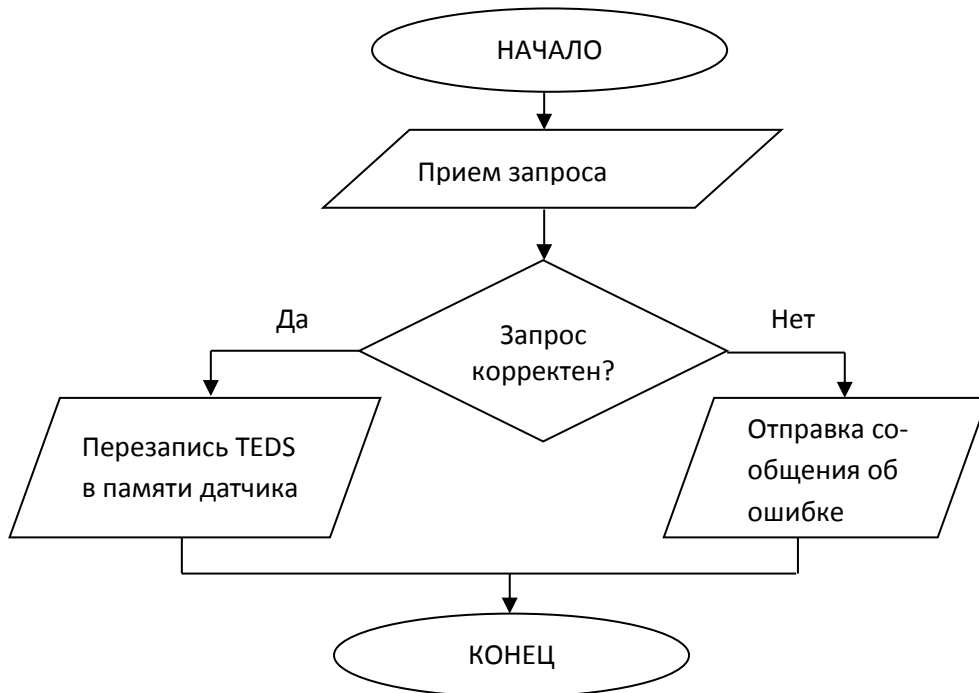 НАЧАЛО
Прием запроса
Да
Нет
Запрос
корректен?
Перезапись TEDS
в памяти датчика
Отправка со-
общения об
ошибке
КОНЕЦ